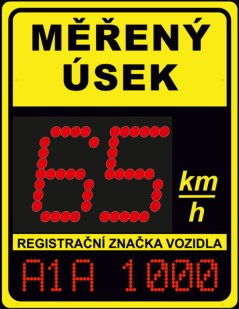 MĚŘENÝ
ÚSEK
65
km
h
REGISTRAČNÍ ZNAČKA VOZIDLA
A1A 1000